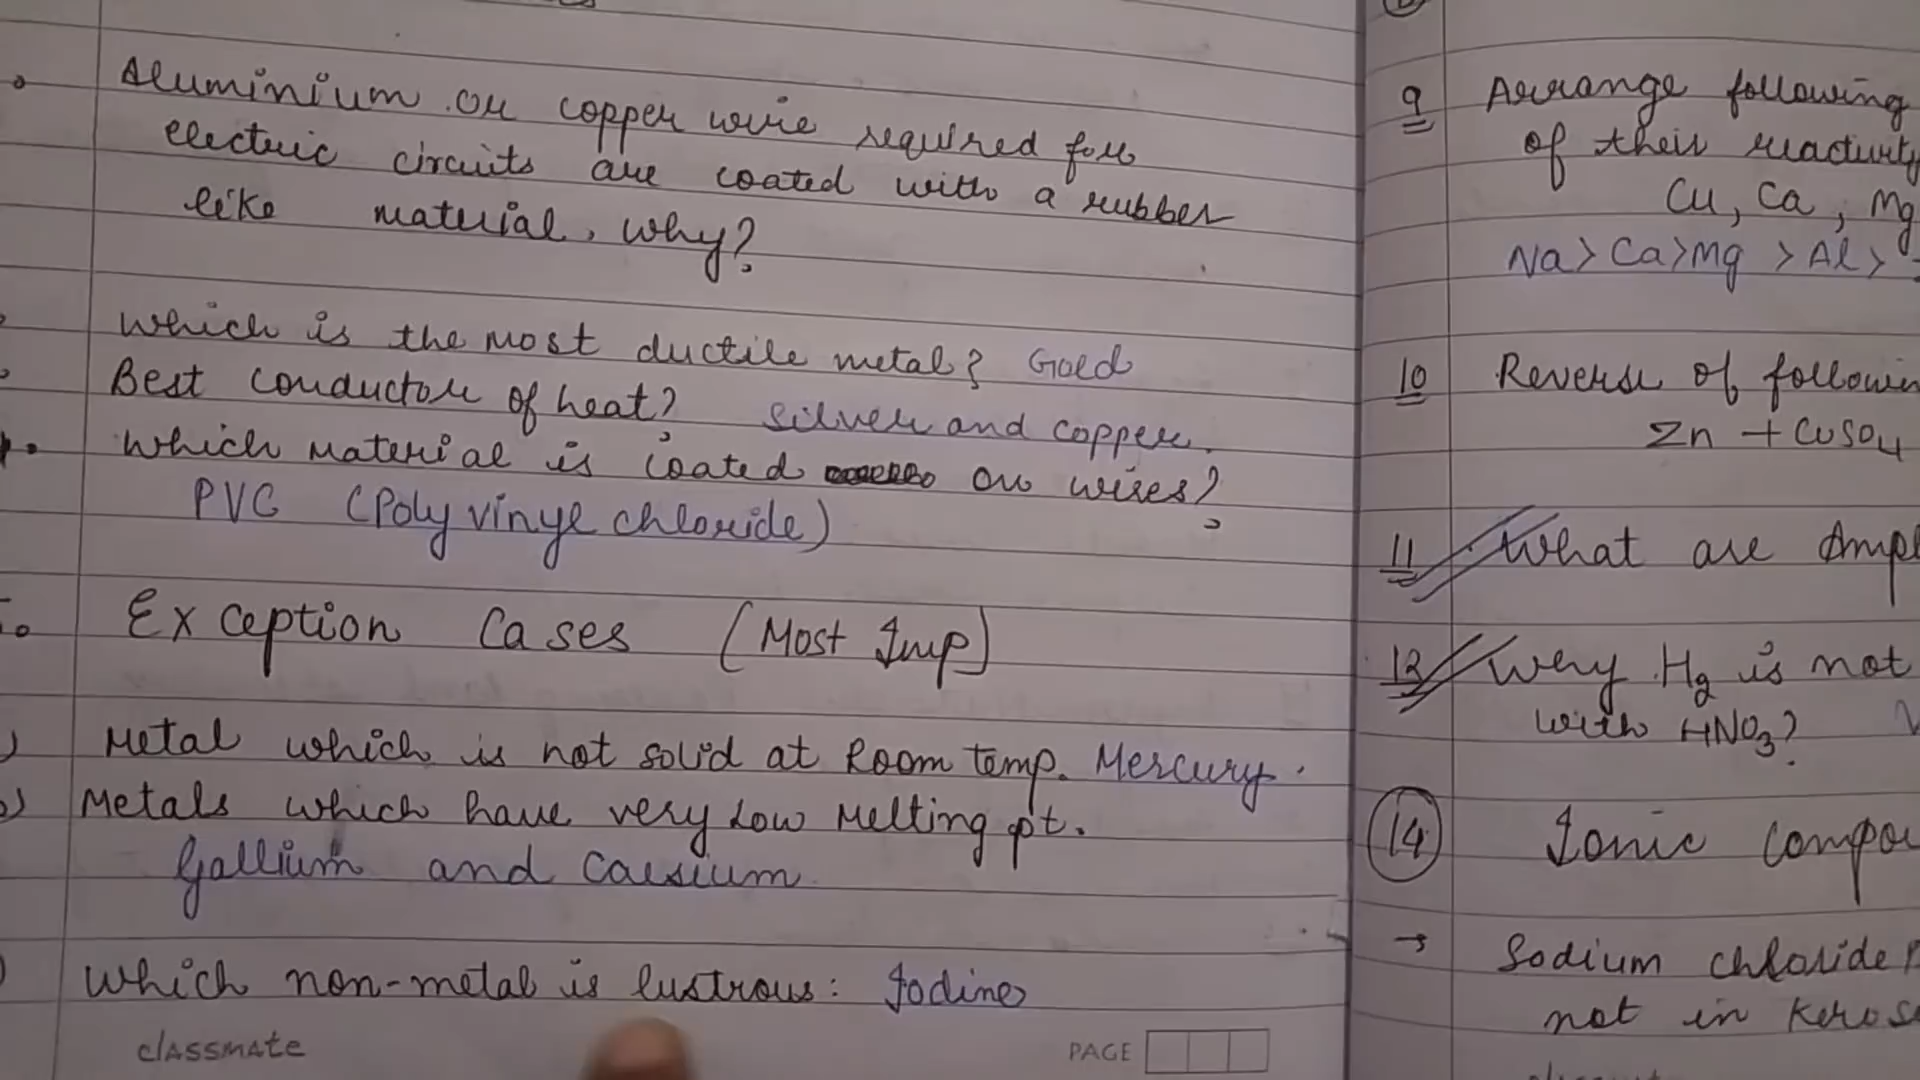 Aluminium or copper wire required for
electric circuits are coated with a rubber
like material. Why?
Which is the most ductile metal? Gold
Best conductor of heat? Silver and copper.
Which material is coated on wires?
PVC (Poly vinyl chloride)
Exception Cases (Most Imp)
Metal which is not solid at Room temp. Mercury.
Metals which have very Low Melting pt.
Gallium and Caesium
Which non-metal is lustrous: Iodine
classmate
PAGE
9 Arrange following
of their reactivity
Cu, Ca, Mg
Na > Ca > Mg > Al >
10 Reverse of
Zn + CuSO4
11 What are
12 Why Hg is not
with HNO3?
14 Ionic
→ Sodium chloride
not in